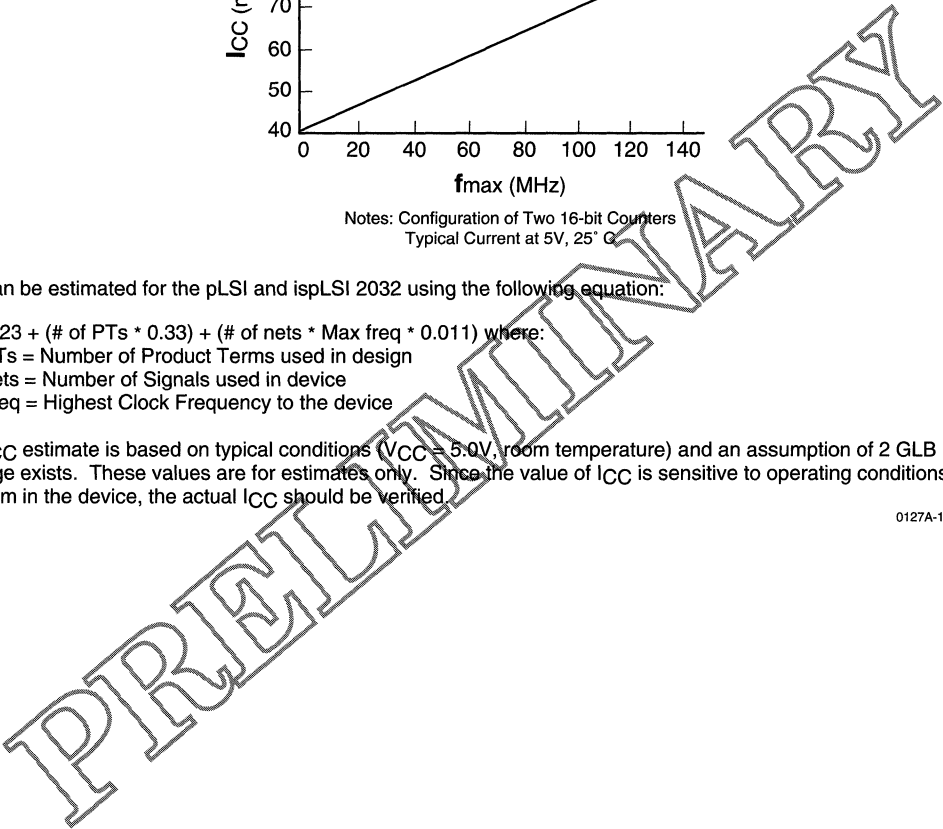 70
ICC
60
50
40
0 20 40 60 80 100 120 140
fmax (MHz)
Notes: Configuration of Two 16-bit Counters
Typical Current at 5V, 25° C
be estimated for the pLSI and ispLSI 2032 using the following equation:
23 + (# of PTs * 0.33) + (# of nets * Max freq * 0.011) where:
= Number of Product Terms used in design
= Number of Signals used in device
= Highest Clock Frequency to the device
estimate is based on typical conditions (VCC = 5.0V, room temperature) and an assumption of 2 GLB
exists. These values are for estimates only. Since the value of ICC is sensitive to operating conditions
in the device, the actual ICC should be verified.
0127A-1
PRELIMINARY